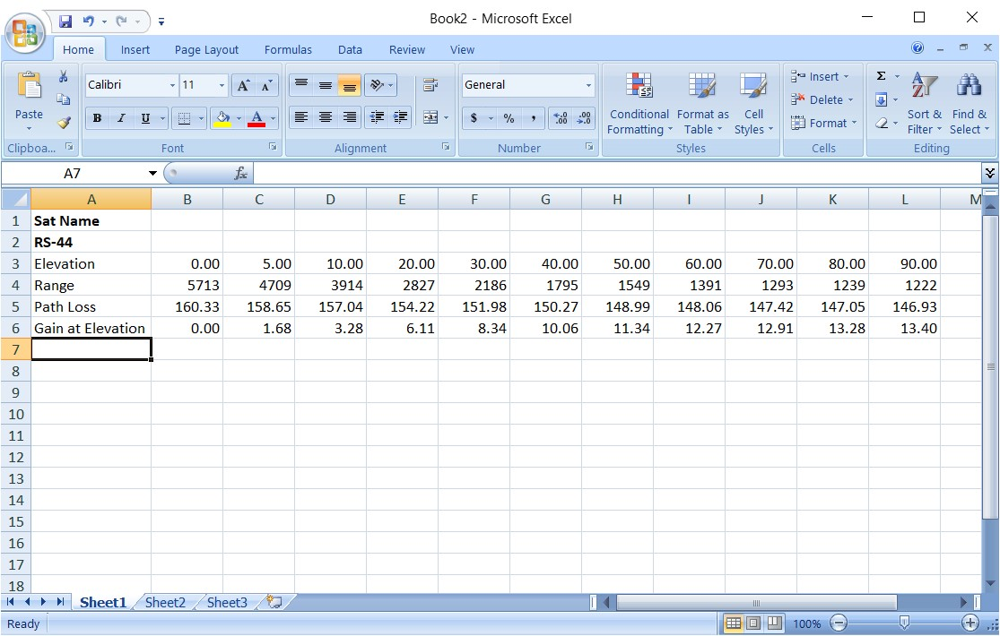 Book2 - Microsoft Excel
Home Insert Page Layout Formulas Data Review View
Calibri 11 A A General Insert Σ
Paste B I U A $ % , .00 .00 Conditional Formatting Format as Table Cell Styles Delete Format Sort & Filter Find & Select
Clipboa... Font Alignment Number Styles Cells Editing
A7 fx
A B C D E F G H I J K L M
1 Sat Name
2 RS-44
3 Elevation 0.00 5.00 10.00 20.00 30.00 40.00 50.00 60.00 70.00 80.00 90.00
4 Range 5713 4709 3914 2827 2186 1795 1549 1391 1293 1239 1222
5 Path Loss 160.33 158.65 157.04 154.22 151.98 150.27 148.99 148.06 147.42 147.05 146.93
6 Gain at Elevation 0.00 1.68 3.28 6.11 8.34 10.06 11.34 12.27 12.91 13.28 13.40
7
8
9
10
11
12
13
14
15
16
17
18
Sheet1 Sheet2 Sheet3
Ready 100%